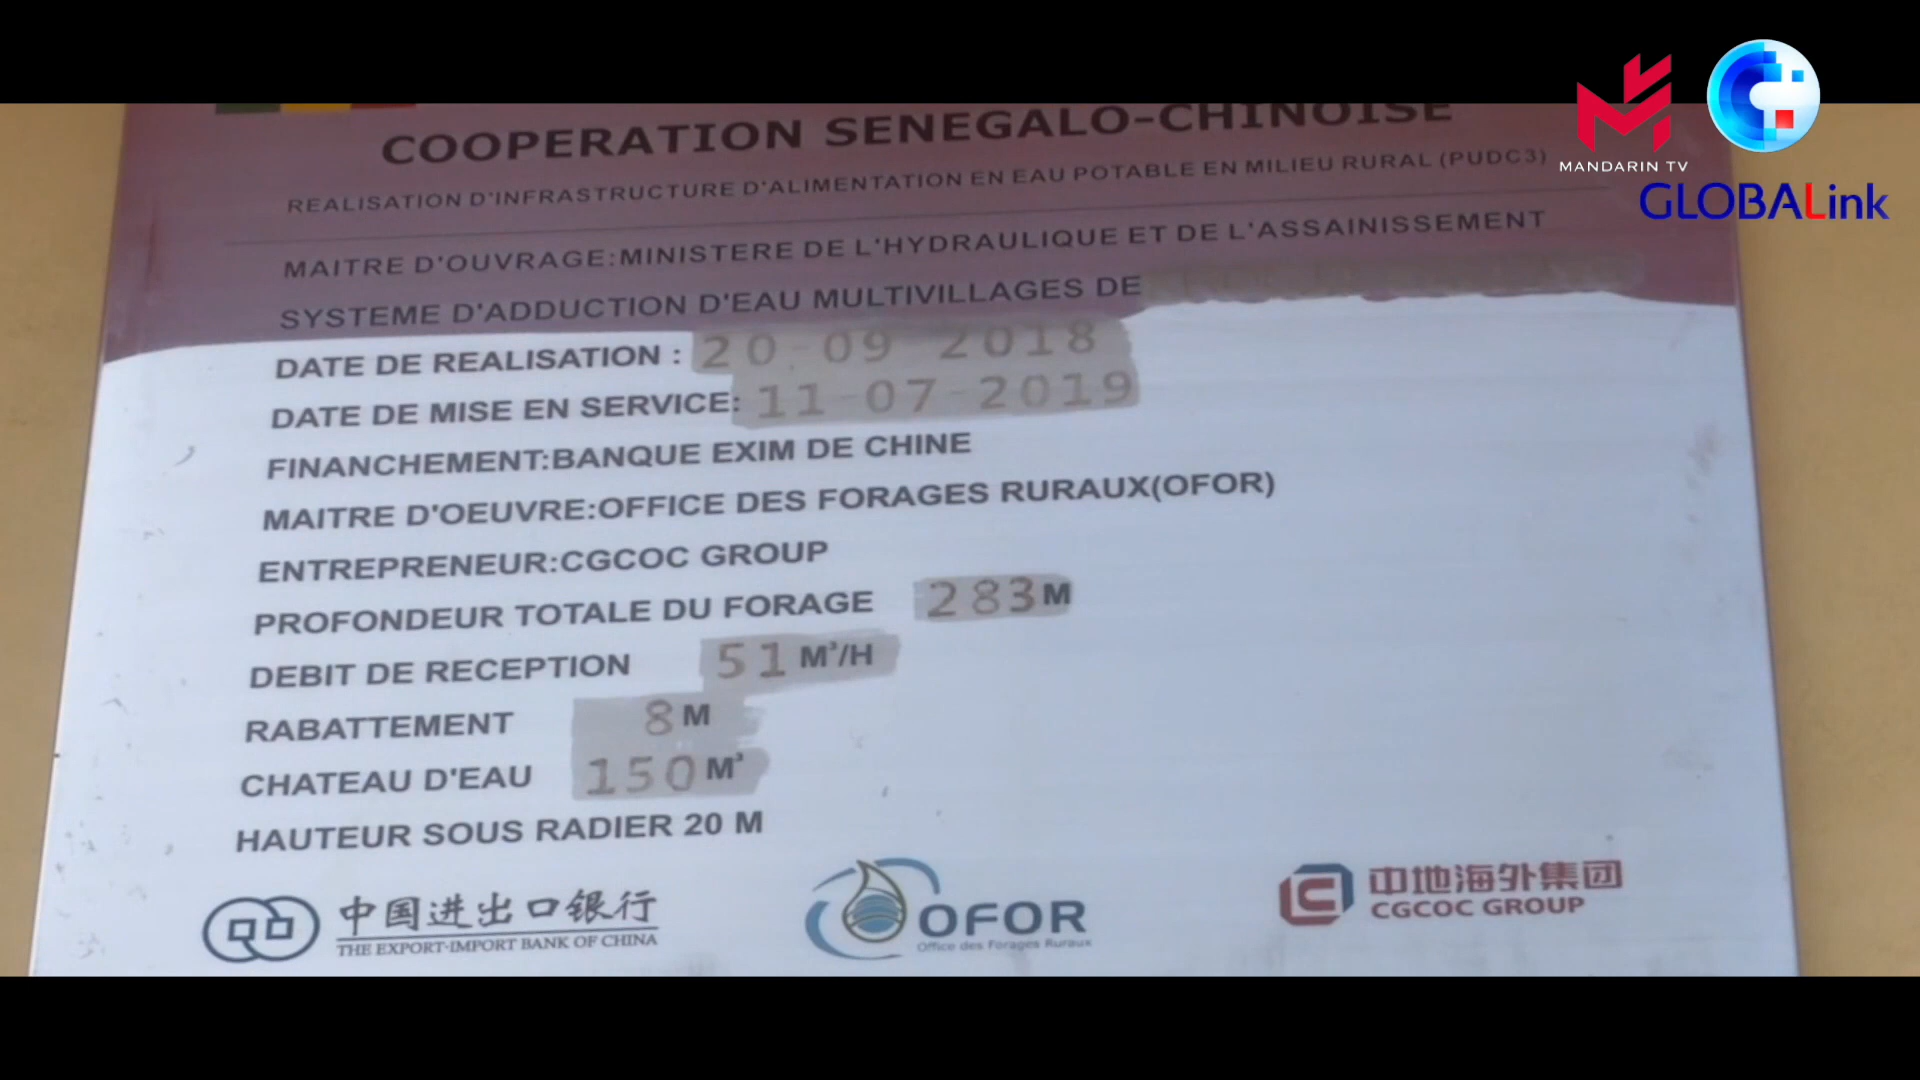 MANDARIN TV
GLOBALink
COOPERATION SENEGALO-CHINOISE
REALISATION D'INFRASTRUCTURE D'ALIMENTATION EN EAU POTABLE EN MILIEU RURAL (PUDC3)
MAITRE D'OUVRAGE:MINISTERE DE L'HYDRAULIQUE ET DE L'ASSAINISSEMENT
SYSTEME D'ADDUCTION D'EAU MULTIVILLAGES DE
DATE DE REALISATION : 20-09 2018
DATE DE MISE EN SERVICE: 11-07-2019
FINANCHEMENT:BANQUE EXIM DE CHINE
MAITRE D'OEUVRE:OFFICE DES FORAGES RURAUX(OFOR)
ENTREPRENEUR:CGCOC GROUP
PROFONDEUR TOTALE DU FORAGE 283M
DEBIT DE RECEPTION 51 M³/H
RABATTEMENT 8 M
CHATEAU D'EAU 150 M³
HAUTEUR SOUS RADIER 20 M
中国进出口银行
THE EXPORT-IMPORT BANK OF CHINA
OFOR
Office des Forages Ruraux
中地海外集团
CGCOC GROUP